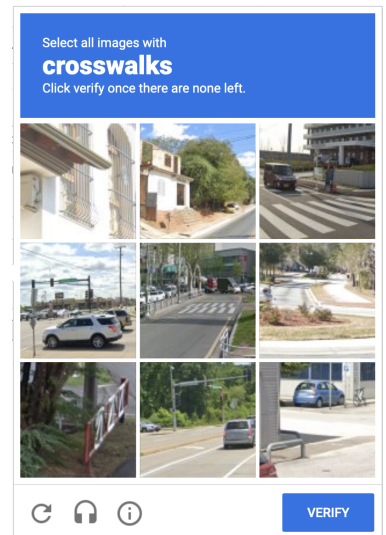 Select all images with
crosswalks
Click verify once there are none left.
VERIFY